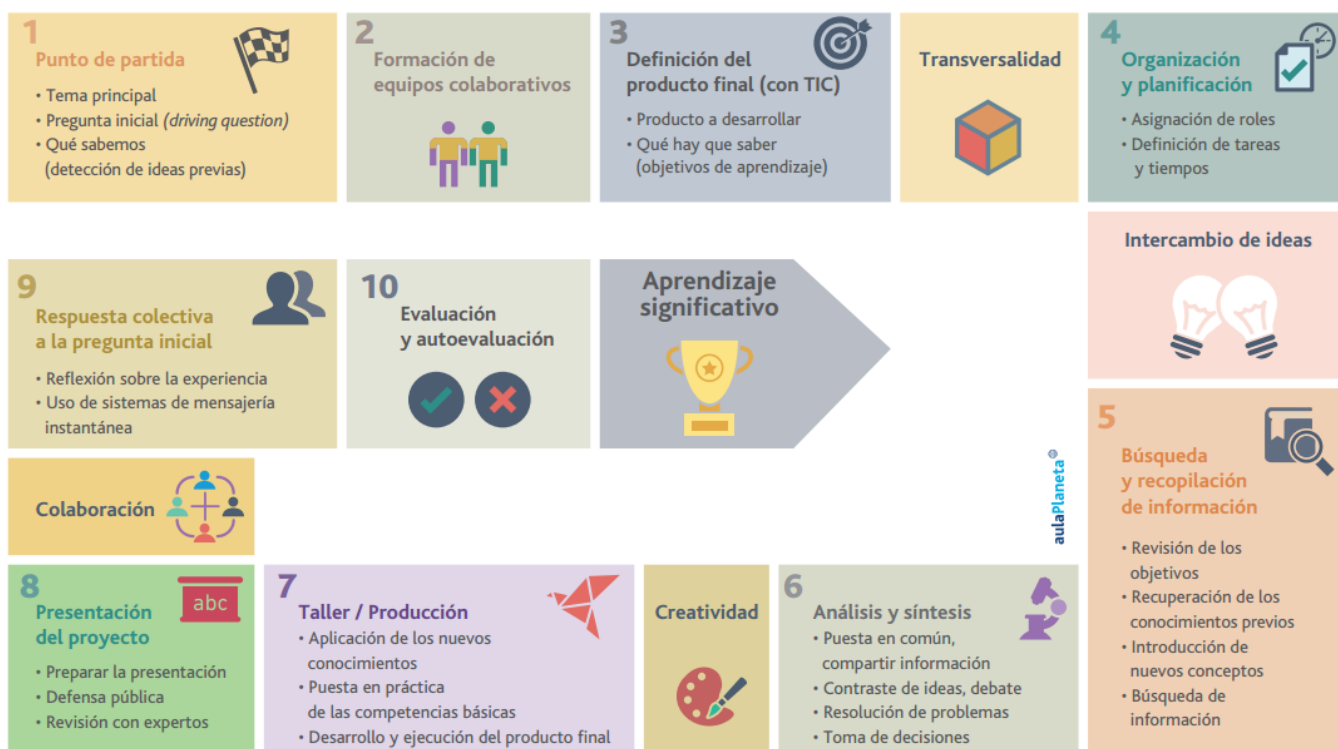 1
Punto de partida
• Tema principal
• Pregunta inicial (driving question)
• Qué sabemos
(detección de ideas previas)
2
Formación de
equipos colaborativos
3
Definición del
producto final (con TIC)
• Producto a desarrollar
• Qué hay que saber
(objetivos de aprendizaje)
Transversalidad
4
Organización
y planificación
• Asignación de roles
• Definición de tareas
y tiempos
Intercambio de ideas
5
Búsqueda
y recopilación
de información
• Revisión de los
objetivos
• Recuperación de los
conocimientos previos
• Introducción de
nuevos conceptos
• Búsqueda de
información
6
Análisis y síntesis
• Puesta en común,
compartir información
• Contraste de ideas, debate
• Resolución de problemas
• Toma de decisiones
Creatividad
7
Taller / Producción
• Aplicación de los nuevos
conocimientos
• Puesta en práctica
de las competencias básicas
• Desarrollo y ejecución del producto final
8
abc
Presentación
del proyecto
• Preparar la presentación
• Defensa pública
• Revisión con expertos
Colaboración
9
Respuesta colectiva
a la pregunta inicial
• Reflexión sobre la experiencia
• Uso de sistemas de mensajería
instantánea
10
Evaluación
y autoevaluación
Aprendizaje
significativo
aulaPlaneta